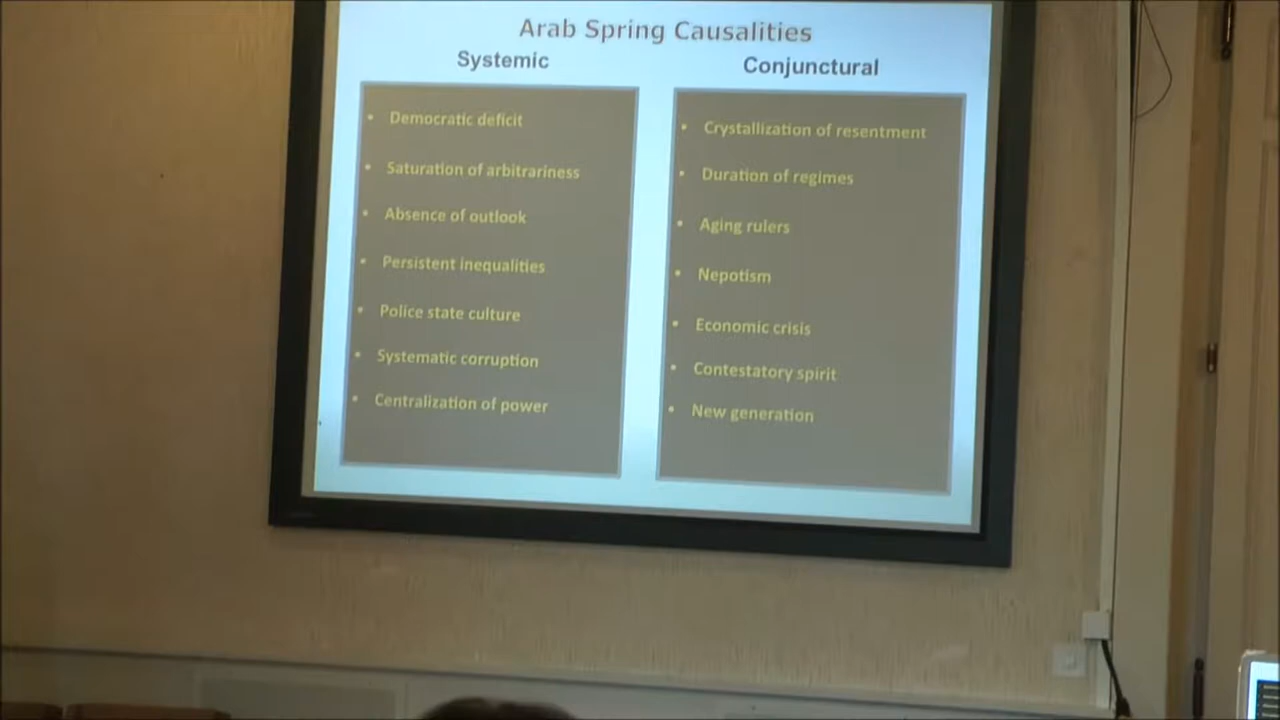 Arab Spring Causalities
Systemic
Conjunctural
• Democratic deficit
• Saturation of arbitrariness
• Absence of outlook
• Persistent inequalities
• Police state culture
• Systematic corruption
• Centralization of power
• Crystallization of resentment
• Duration of regimes
• Aging rulers
• Nepotism
• Economic crisis
• Contestatory spirit
• New generation